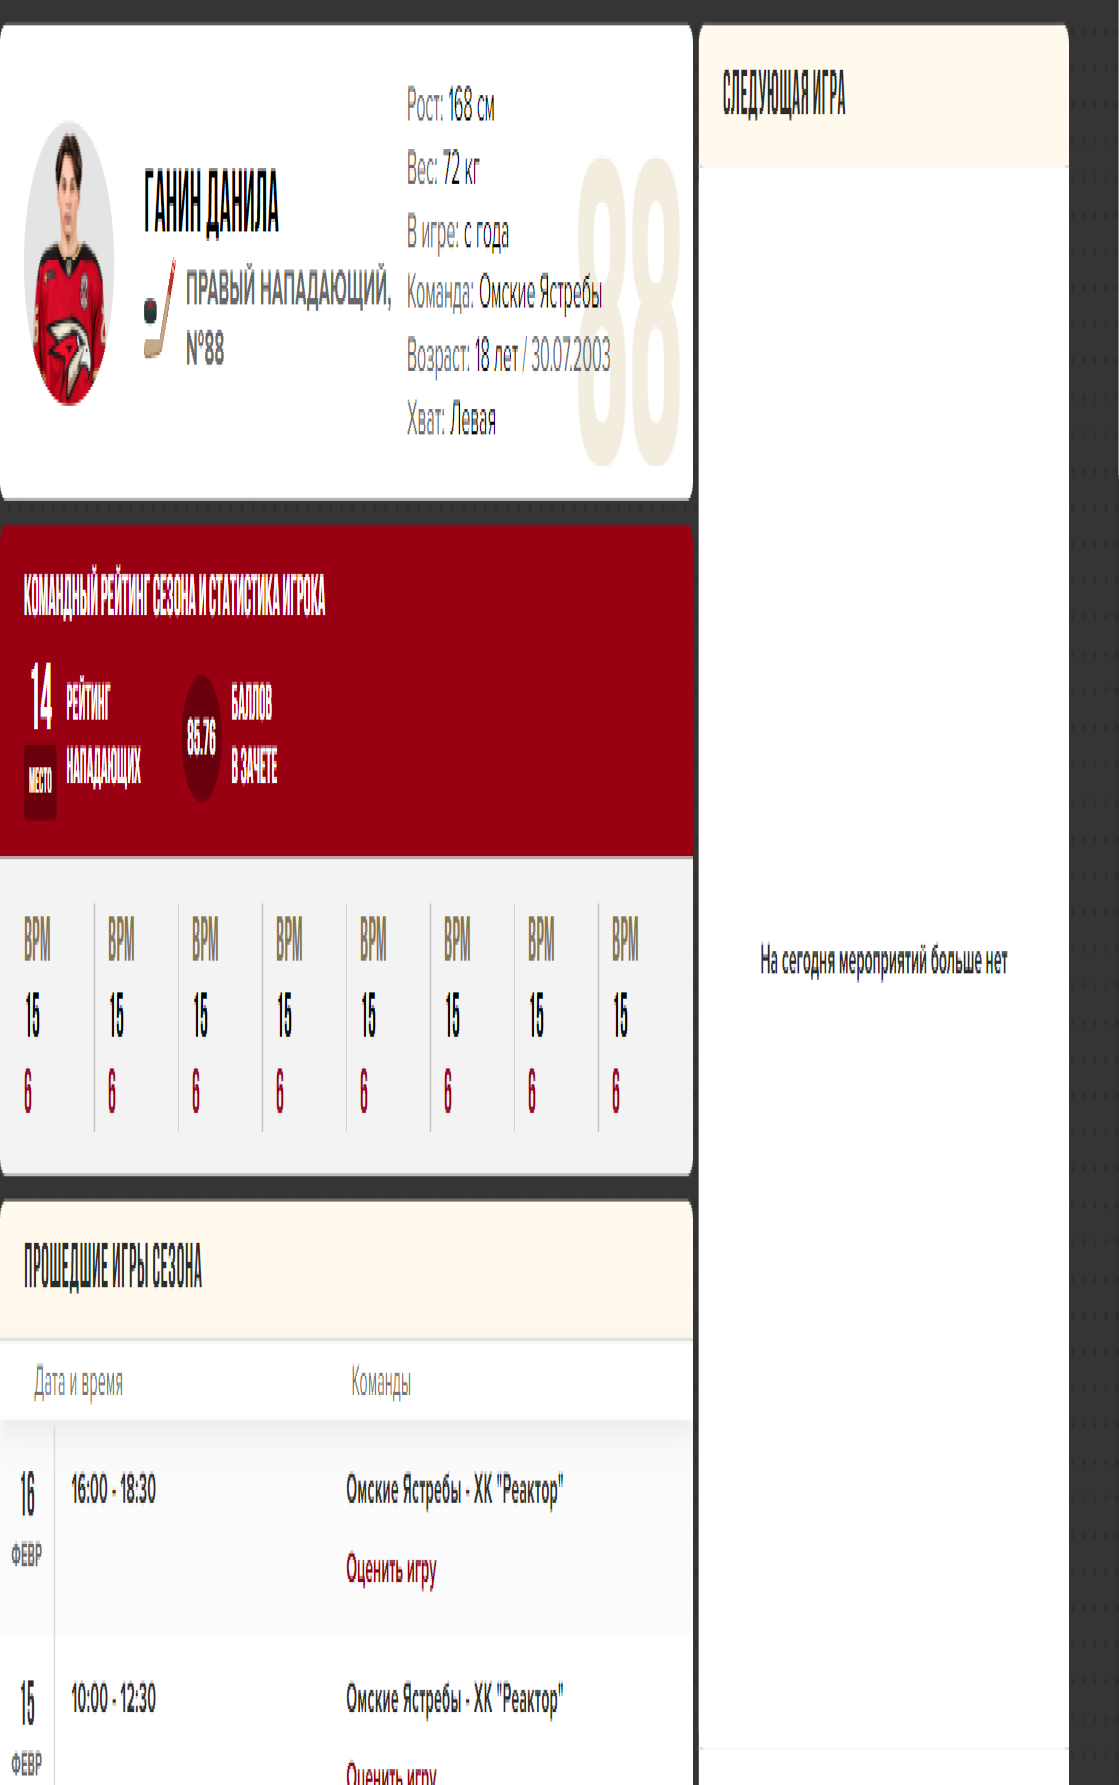 ГАНИН ДАНИЛА
ПРАВЫЙ НАПАДАЮЩИЙ,
№88
Рост: 168 см
Вес: 72 кг
В игре: с года
Команда: Омские Ястребы
Возраст: 18 лет / 30.07.2003
Хват: Левая
88
СЛЕДУЮЩАЯ ИГРА
На сегодня мероприятий больше нет
КОМАНДНЫЙ РЕЙТИНГ СЕЗОНА И СТАТИСТИКА ИГРОКА
14
МЕСТО
РЕЙТИНГ
НАПАДАЮЩИХ
85.76
БАЛЛОВ
В ЗАЧЕТЕ
ВРМ ВРМ ВРМ ВРМ ВРМ ВРМ ВРМ ВРМ
15 15 15 15 15 15 15 15
6 6 6 6 6 6 6 6
ПРОШЕДШИЕ ИГРЫ СЕЗОНА
Дата и время Команды
16
ФЕВР
16:00 - 18:30
Омские Ястребы - ХК "Реактор"
Оценить игру
15
ФЕВР
10:00 - 12:30
Омские Ястребы - ХК "Реактор"
Оценить игру